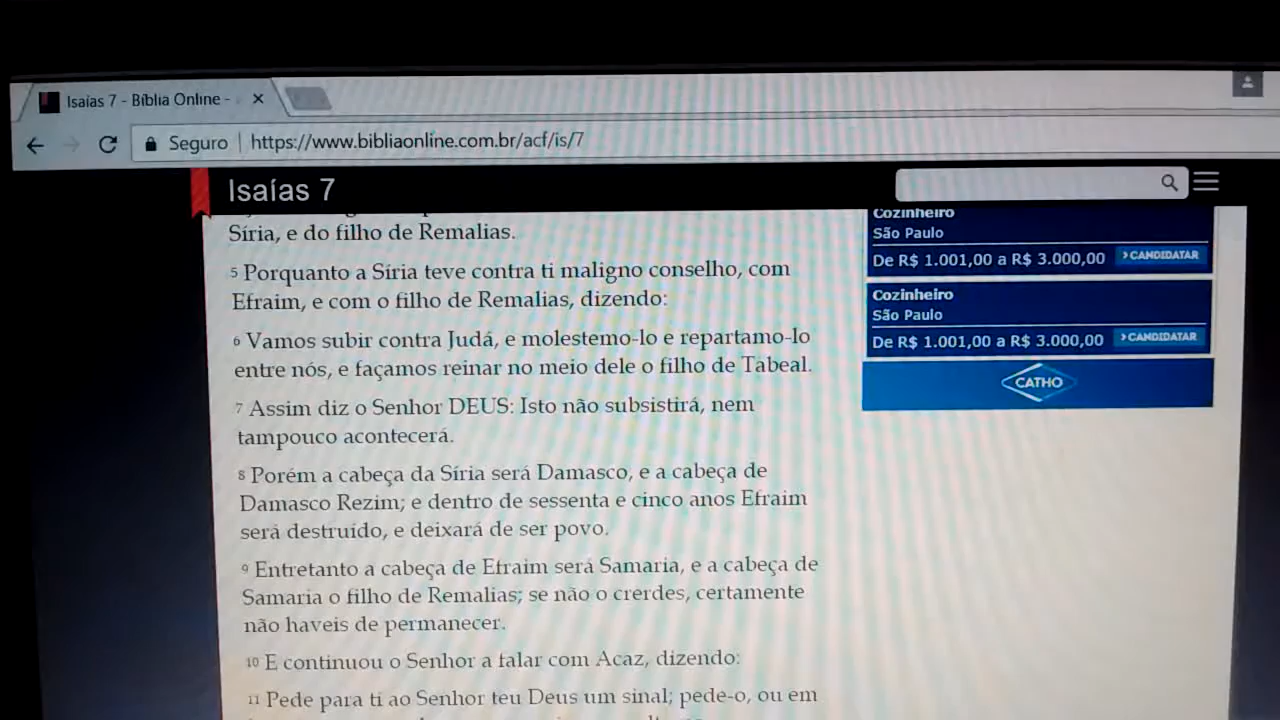 Isaías 7 - Bíblia Online -
Seguro
https://www.bibliaonline.com.br/acf/is/7
Isaías 7
Síria, e do filho de Remalias.
5 Porquanto a Síria teve contra ti maligno conselho, com
Efraim, e com o filho de Remalias, dizendo:
6 Vamos subir contra Judá, e molestemo-lo e repartamo-lo
entre nós, e façamos reinar no meio dele o filho de Tabeal.
7 Assim diz o Senhor DEUS: Isto não subsistirá, nem
tampouco acontecerá.
8 Porém a cabeça da Síria será Damasco, e a cabeça de
Damasco Rezim; e dentro de sessenta e cinco anos Efraim
será destruído, e deixará de ser povo.
9 Entretanto a cabeça de Efraim será Samaria, e a cabeça de
Samaria o filho de Remalias; se não o crerdes, certamente
não haveis de permanecer.
10 E continuou o Senhor a falar com Acaz, dizendo:
11 Pede para ti ao Senhor teu Deus um sinal; pede-o, ou em
Cozinheiro
São Paulo
De R$ 1.001,00 a R$ 3.000,00
>CANDIDATAR
Cozinheiro
São Paulo
De R$ 1.001,00 a R$ 3.000,00
>CANDIDATAR
CATHO